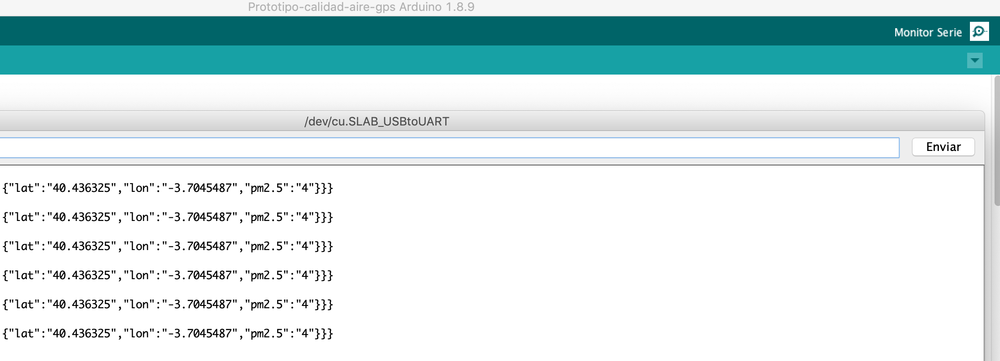 Prototipo-calidad-aire-gps Arduino 1.8.9
Monitor Serie
/dev/cu.SLAB_USBtoUART
Enviar
{"lat":"40.436325","lon":"-3.7045487","pm2.5":"4"}}}
{"lat":"40.436325","lon":"-3.7045487","pm2.5":"4"}}}
{"lat":"40.436325","lon":"-3.7045487","pm2.5":"4"}}}
{"lat":"40.436325","lon":"-3.7045487","pm2.5":"4"}}}
{"lat":"40.436325","lon":"-3.7045487","pm2.5":"4"}}}
{"lat":"40.436325","lon":"-3.7045487","pm2.5":"4"}}}